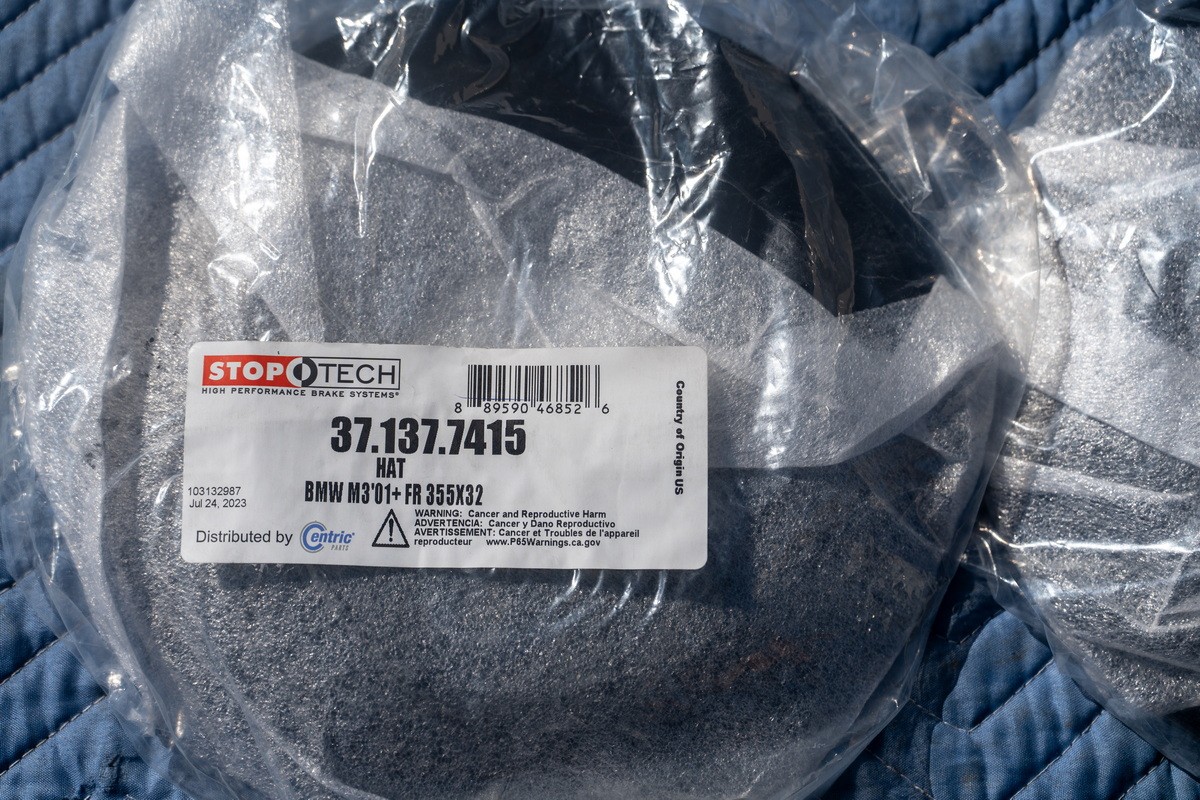 STOPTECH
HIGH PERFORMANCE BRAKE SYSTEMS®
8 89590 46852 6
37.137.7415
HAT
BMW M3'01+ FR 355X32
103132987
Jul 24, 2023
Distributed by Centric® PARTS
WARNING: Cancer and Reproductive Harm
ADVERTENCIA: Cancer y Dano Reproductivo
AVERTISSEMENT: Cancer et Troubles de l'appareil
reproducteur www.P65Warnings.ca.gov
Country of Origin US